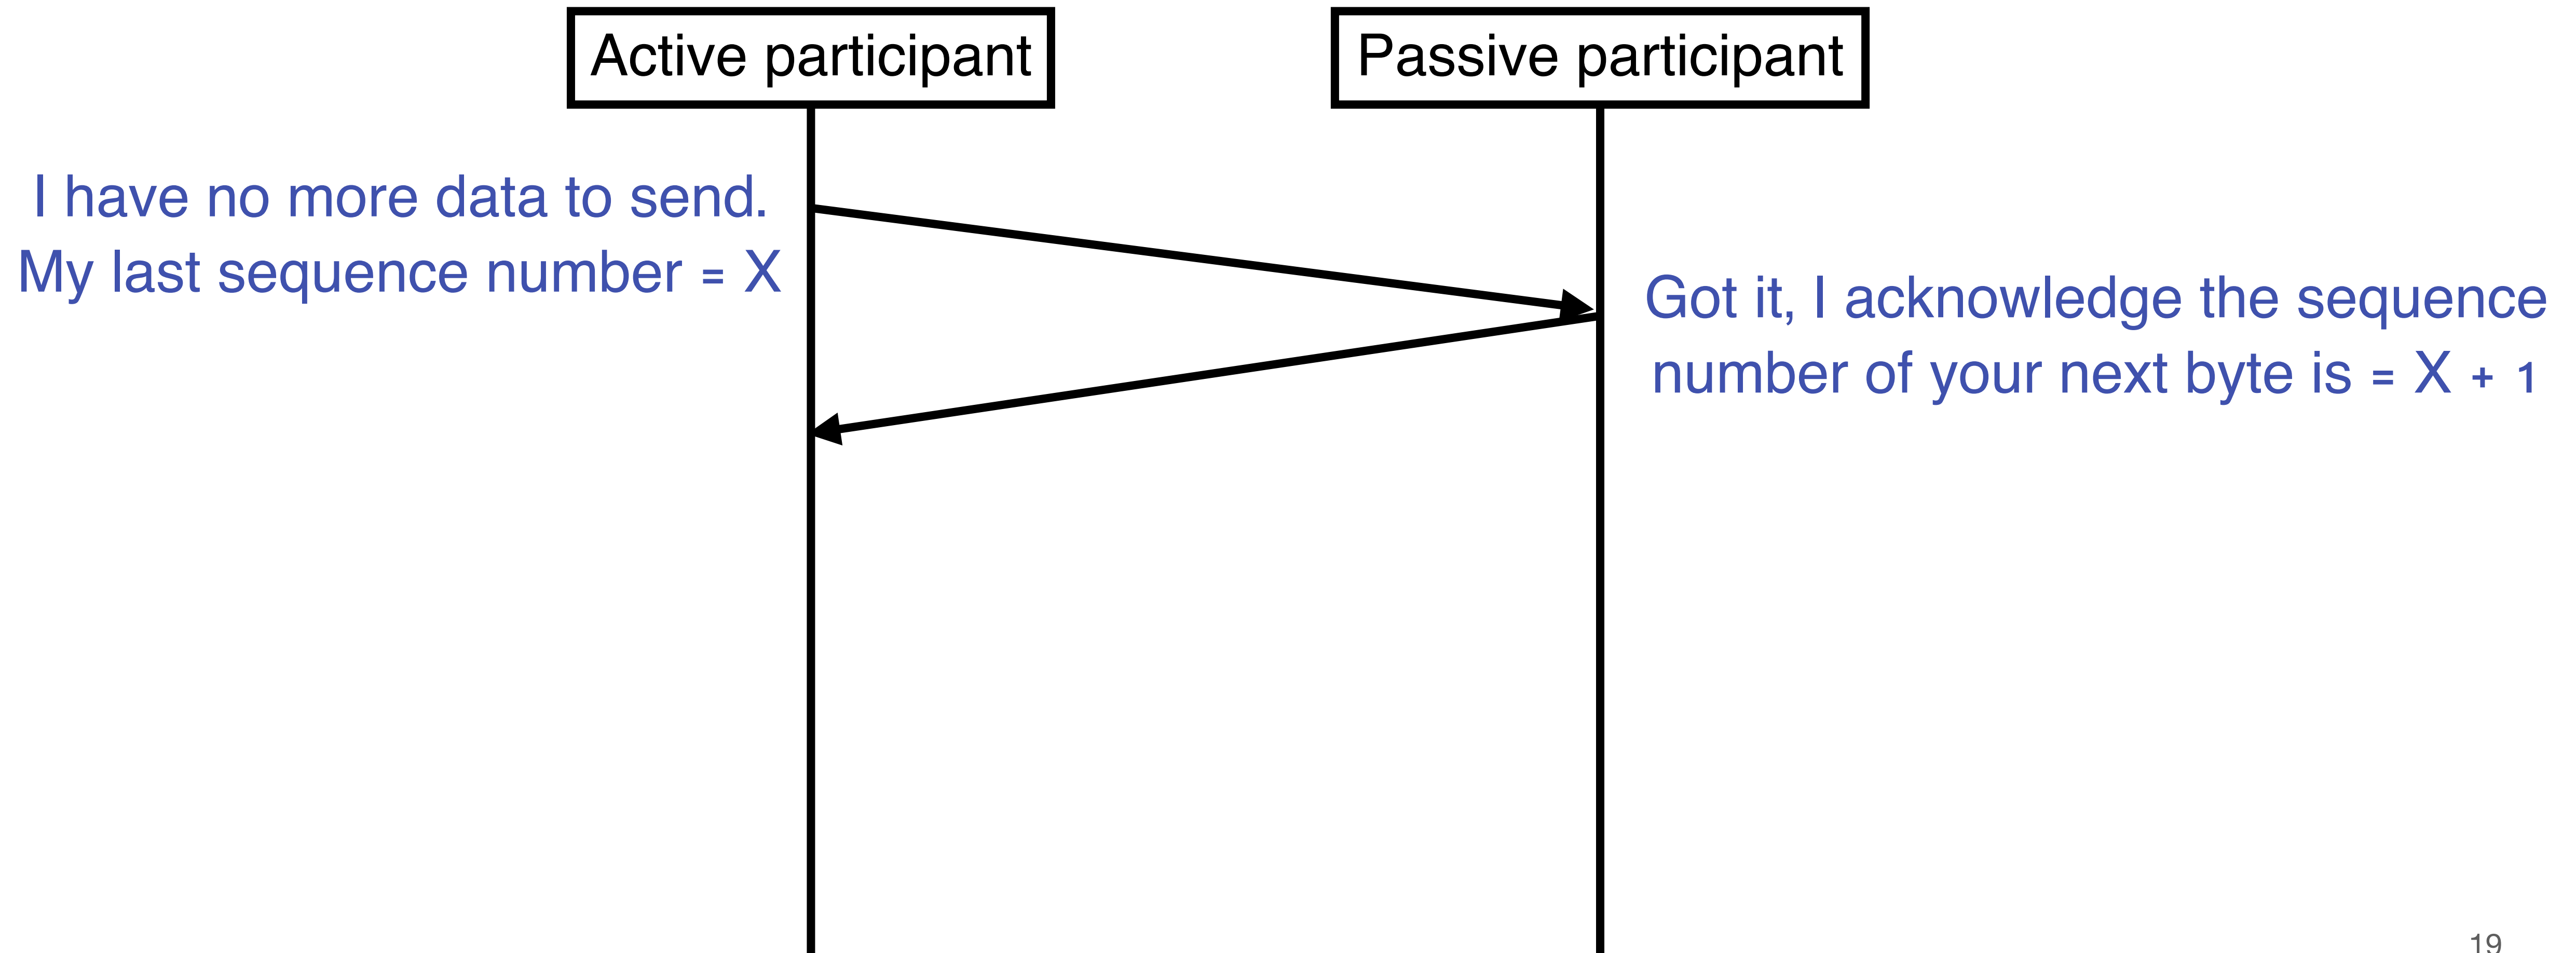 Active participant
Passive participant
I have no more data to send.
My last sequence number = X
Got it, I acknowledge the sequence
number of your next byte is = X + 1
19